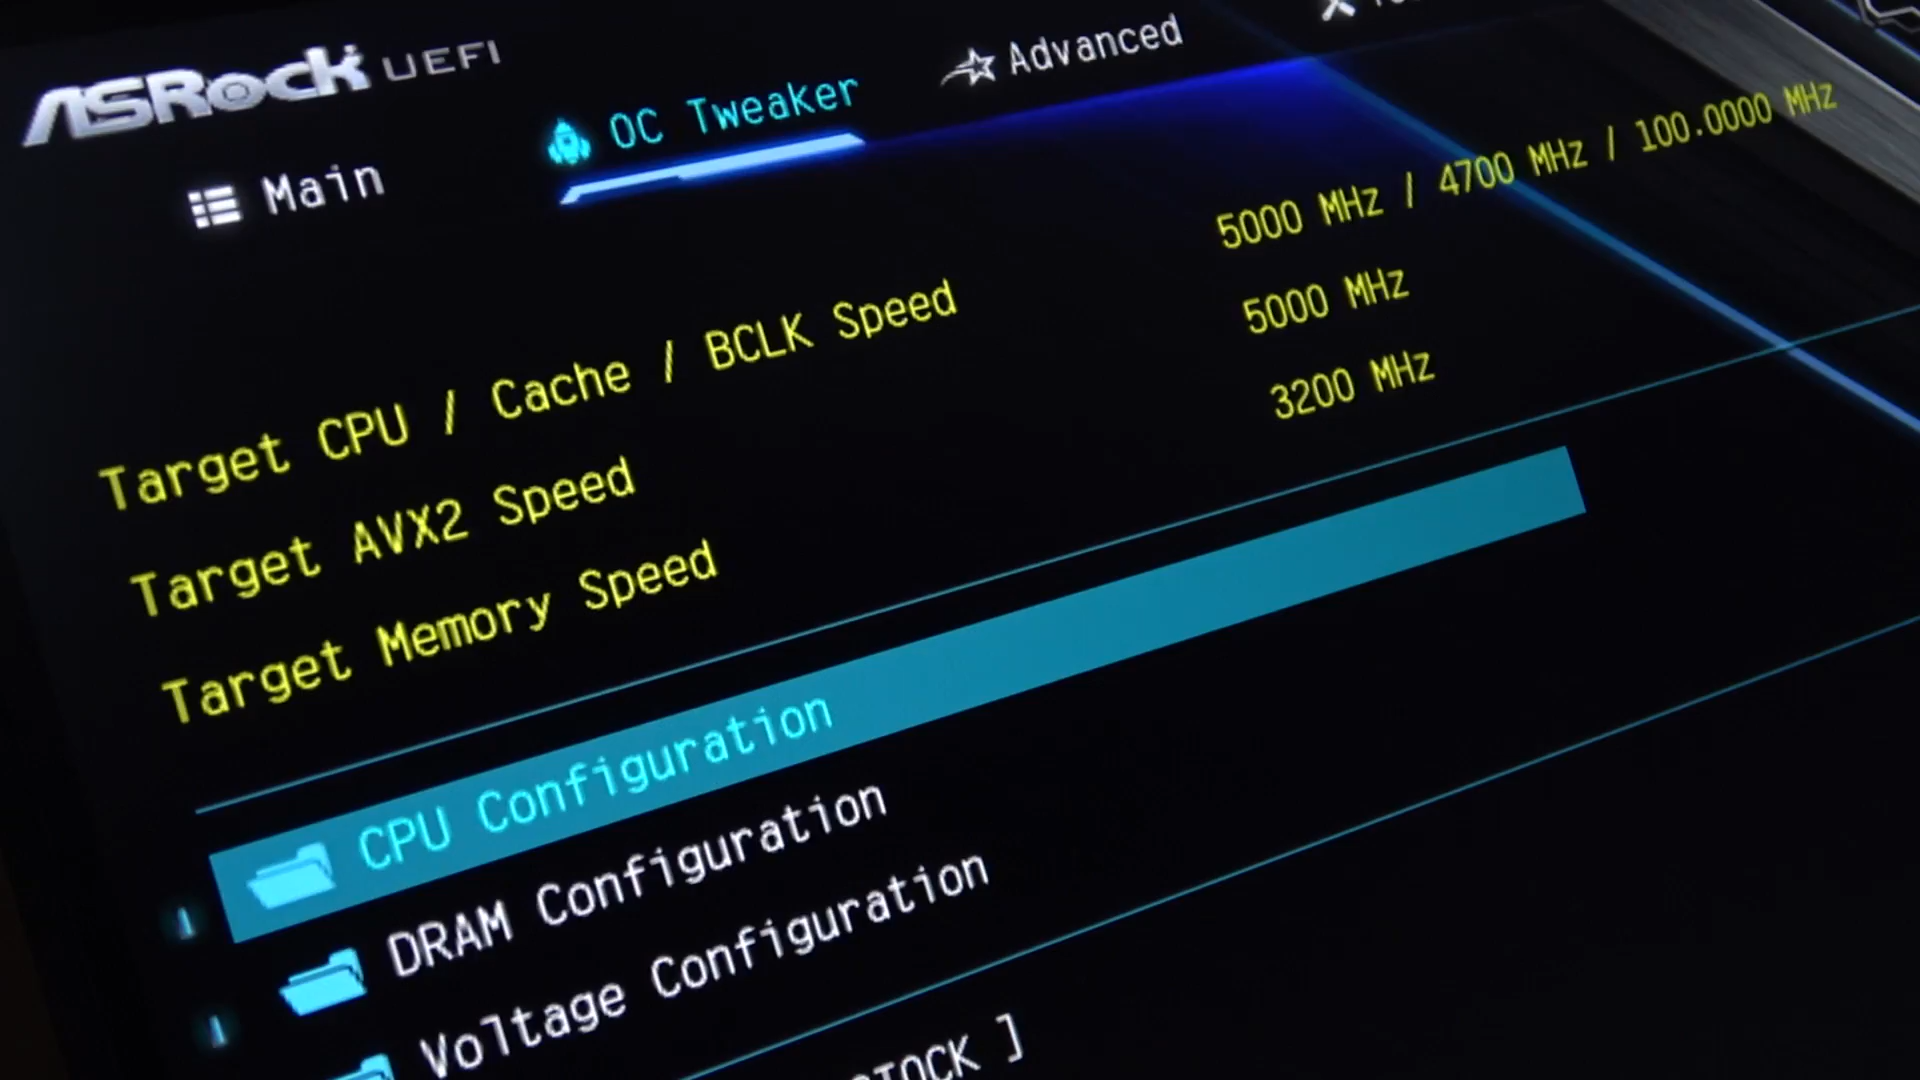 ASRock UEFI
Main
OC Tweaker
Advanced
Target CPU / Cache / BCLK Speed 5000 MHz / 4700 MHz / 100.0000 MHz
Target AVX2 Speed 5000 MHz
Target Memory Speed 3200 MHz
CPU Configuration
DRAM Configuration
Voltage Configuration
STOCK ]